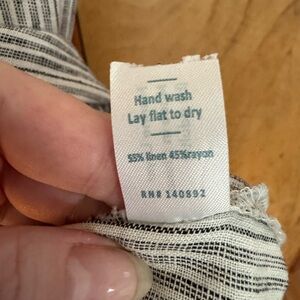 Hand wash
Lay flat to dry
55% linen 45%rayon
RN# 140892